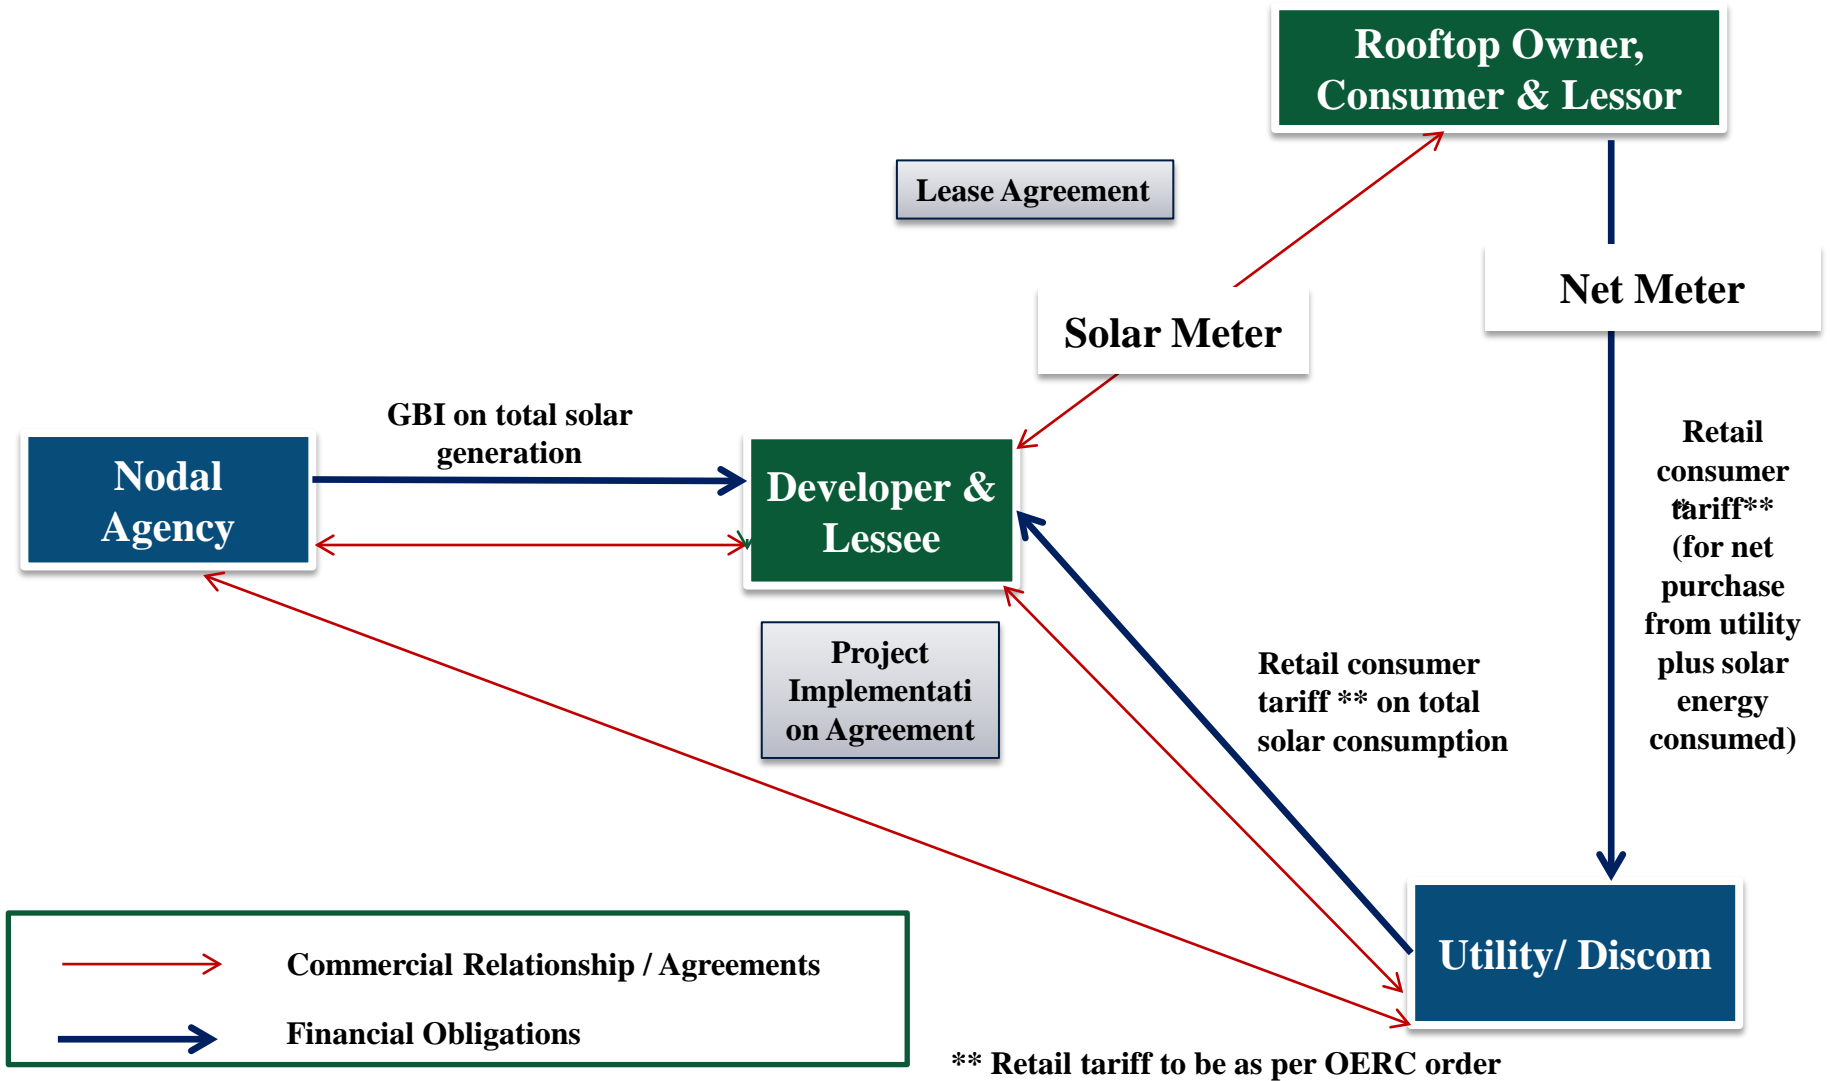 Rooftop Owner,
Consumer & Lessor
Lease Agreement
Net Meter
Solar Meter
GBI on total solar
generation
Nodal
Agency
Developer &
Lessee
Retail
consumer
tariff**
(for net
purchase
from utility
plus solar
energy
consumed)
Project
Implementati
on Agreement
Retail consumer
tariff ** on total
solar consumption
Utility/ Discom
Commercial Relationship / Agreements
Financial Obligations
** Retail tariff to be as per OERC order